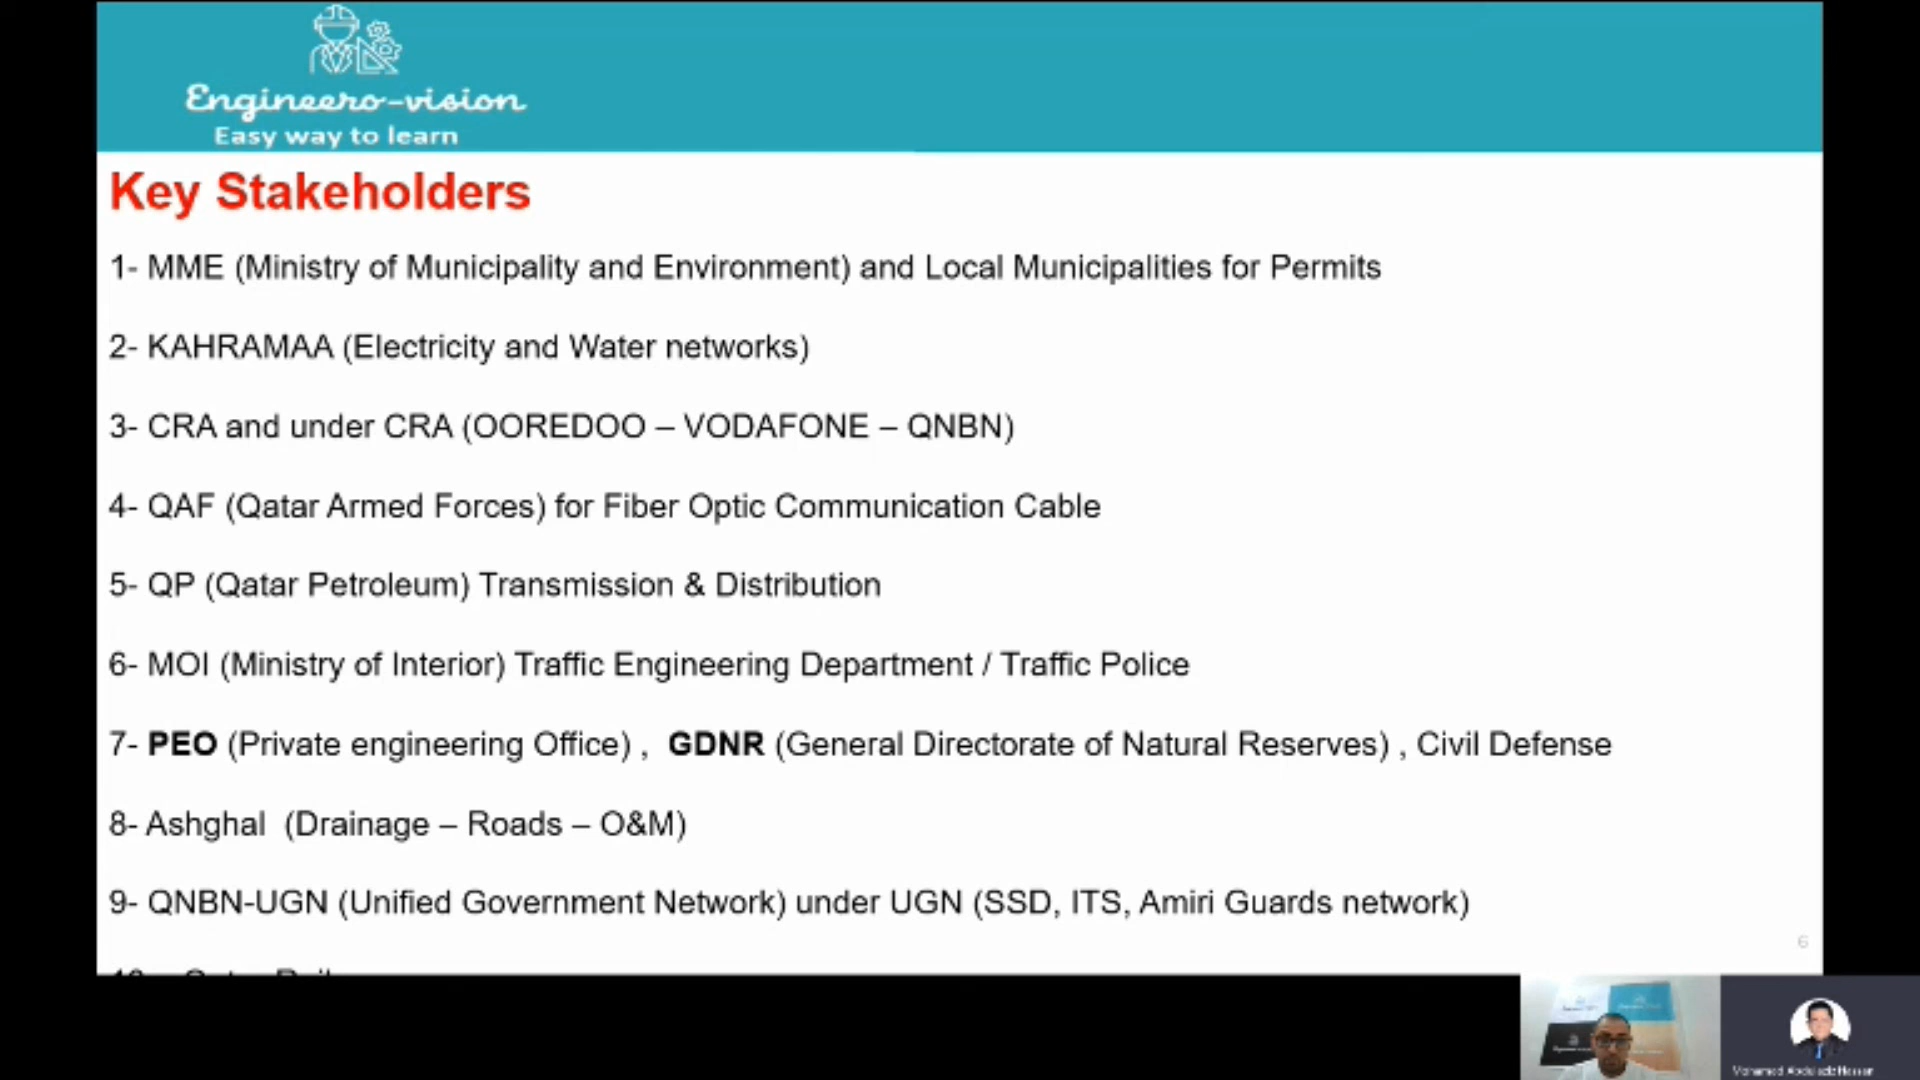 Engineero-vision
Easy way to learn
Key Stakeholders
1- MME (Ministry of Municipality and Environment) and Local Municipalities for Permits
2- KAHRAMAA (Electricity and Water networks)
3- CRA and under CRA (OOREDOO – VODAFONE – QNBN)
4- QAF (Qatar Armed Forces) for Fiber Optic Communication Cable
5- QP (Qatar Petroleum) Transmission & Distribution
6- MOI (Ministry of Interior) Traffic Engineering Department / Traffic Police
7- PEO (Private engineering Office) , GDNR (General Directorate of Natural Reserves) , Civil Defense
8- Ashghal (Drainage – Roads – O&M)
9- QNBN-UGN (Unified Government Network) under UGN (SSD, ITS, Amiri Guards network)
6
Mohamed Abdulaziz Hassan